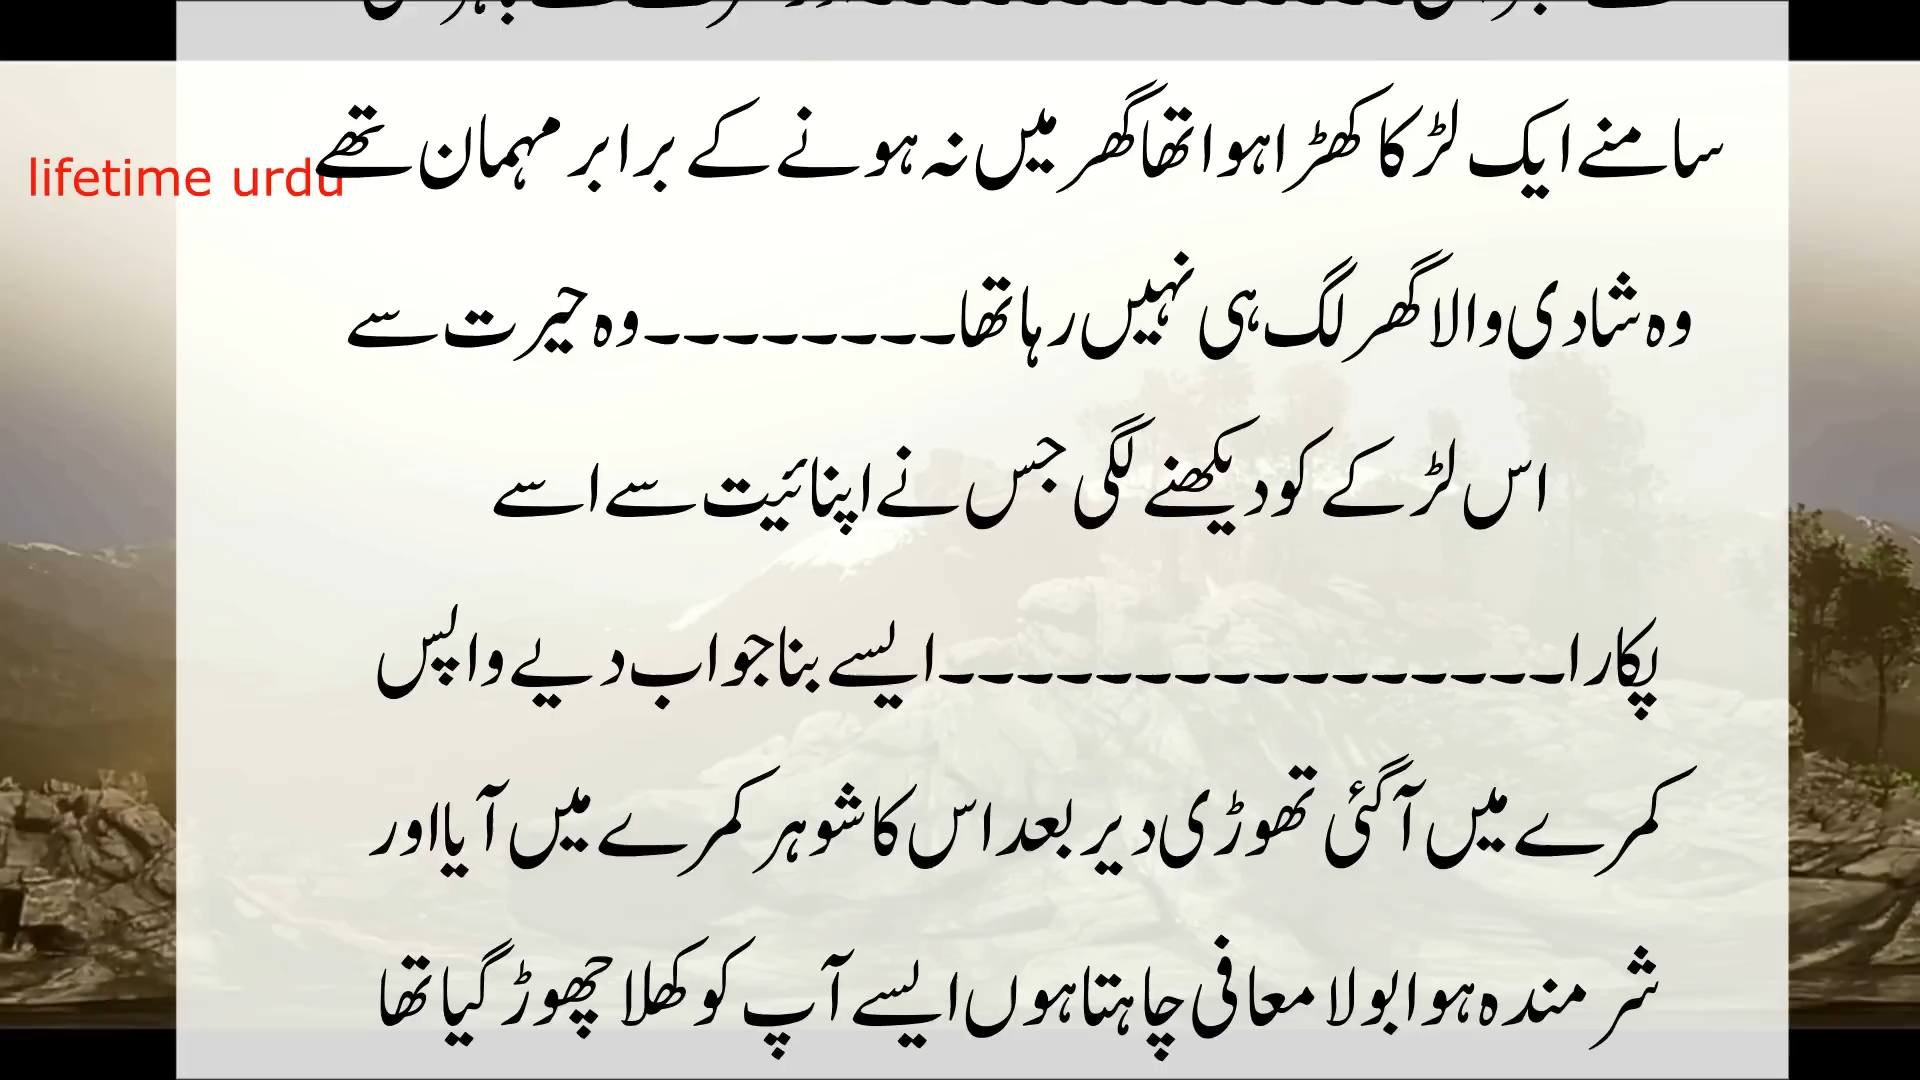 سامنے ایک لڑکا کھڑا ہوا تھا گھر میں نہ ہونے کے برابر مہمان تھے
lifetime urdu
وہ شادی والا گھر لگ ہی نہیں رہا تھا۔۔۔۔۔۔۔۔وہ حیرت سے
اس لڑکے کو دیکھنے لگی جس نے اپنائیت سے اسے
پکارا۔۔۔۔۔۔۔۔۔۔۔۔۔۔۔۔ایسے بنا جواب دیے واپس
کمرے میں آگئی تھوڑی دیر بعد اس کا شوہر کمرے میں آیا اور
شرمندہ ہوا بولا معافی چاہتا ہوں ایسے آپ کو کھلا چھوڑ گیا تھا